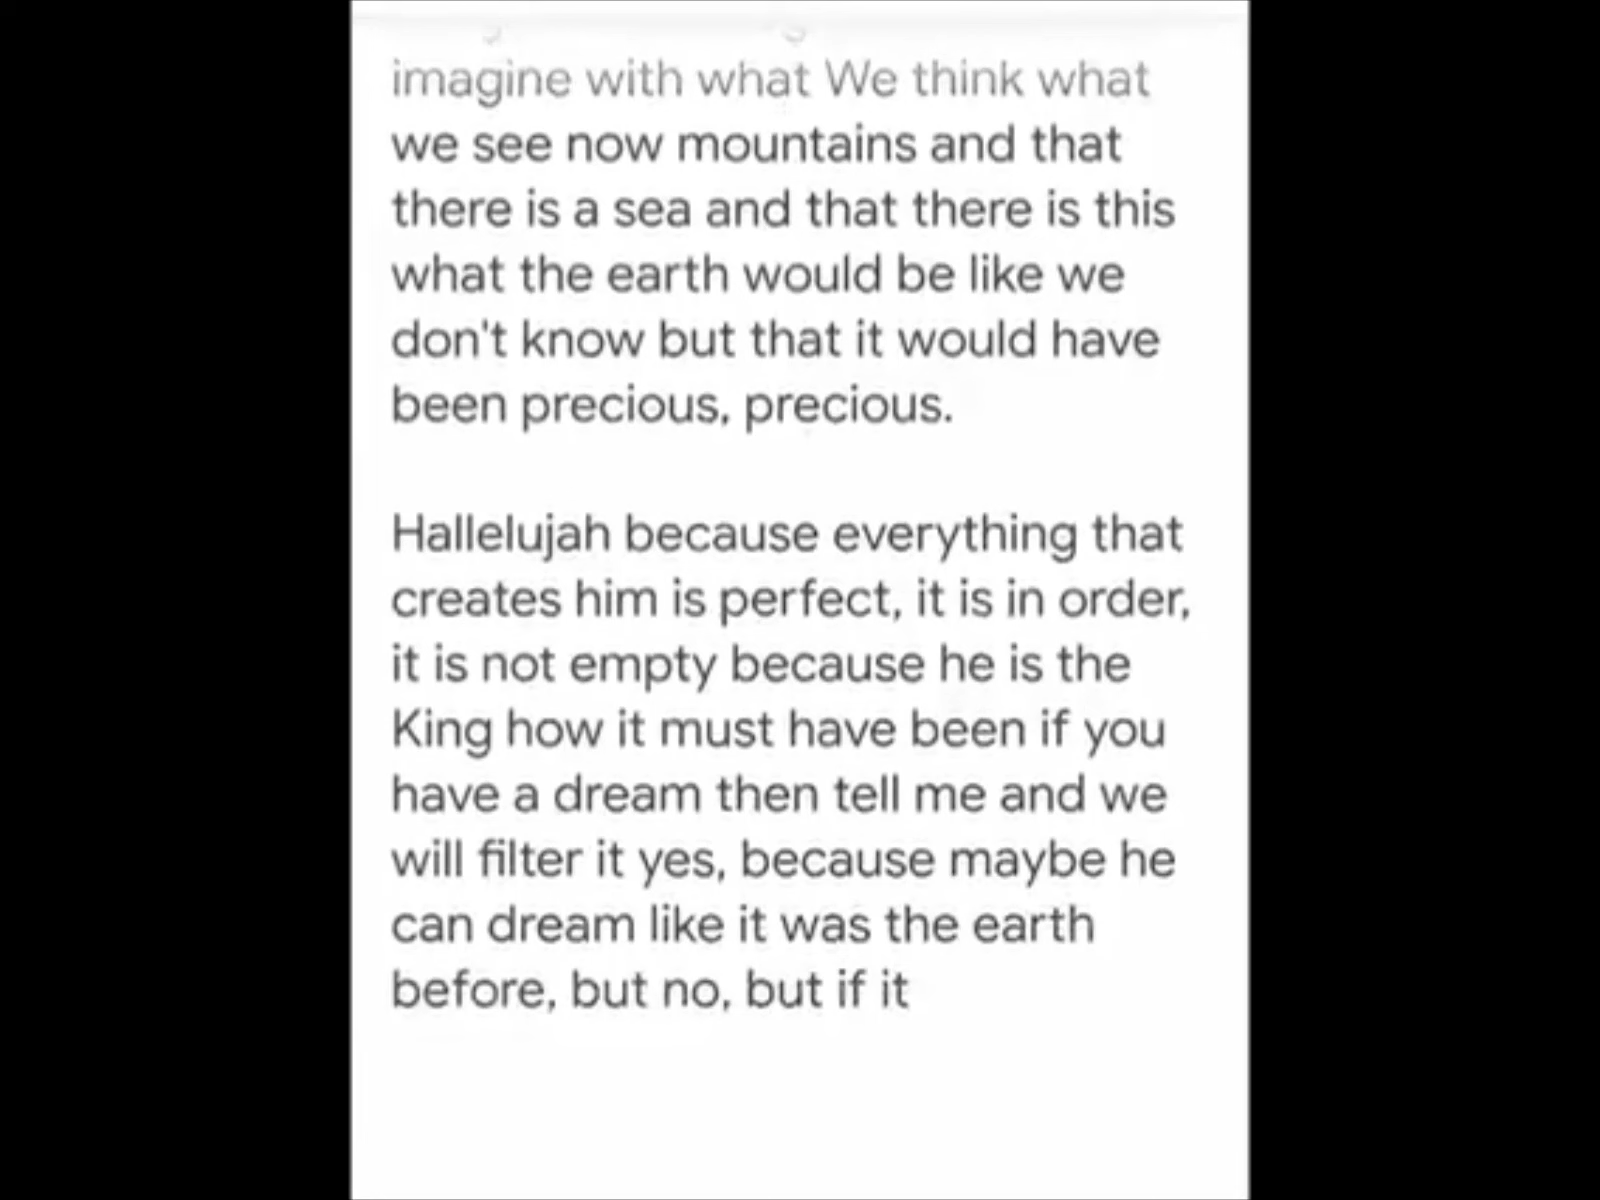 imagine with what We think what
we see now mountains and that
there is a sea and that there is this
what the earth would be like we
don't know but that it would have
been precious, precious.
Hallelujah because everything that
creates him is perfect, it is in order,
it is not empty because he is the
King how it must have been if you
have a dream then tell me and we
will filter it yes, because maybe he
can dream like it was the earth
before, but no, but if it